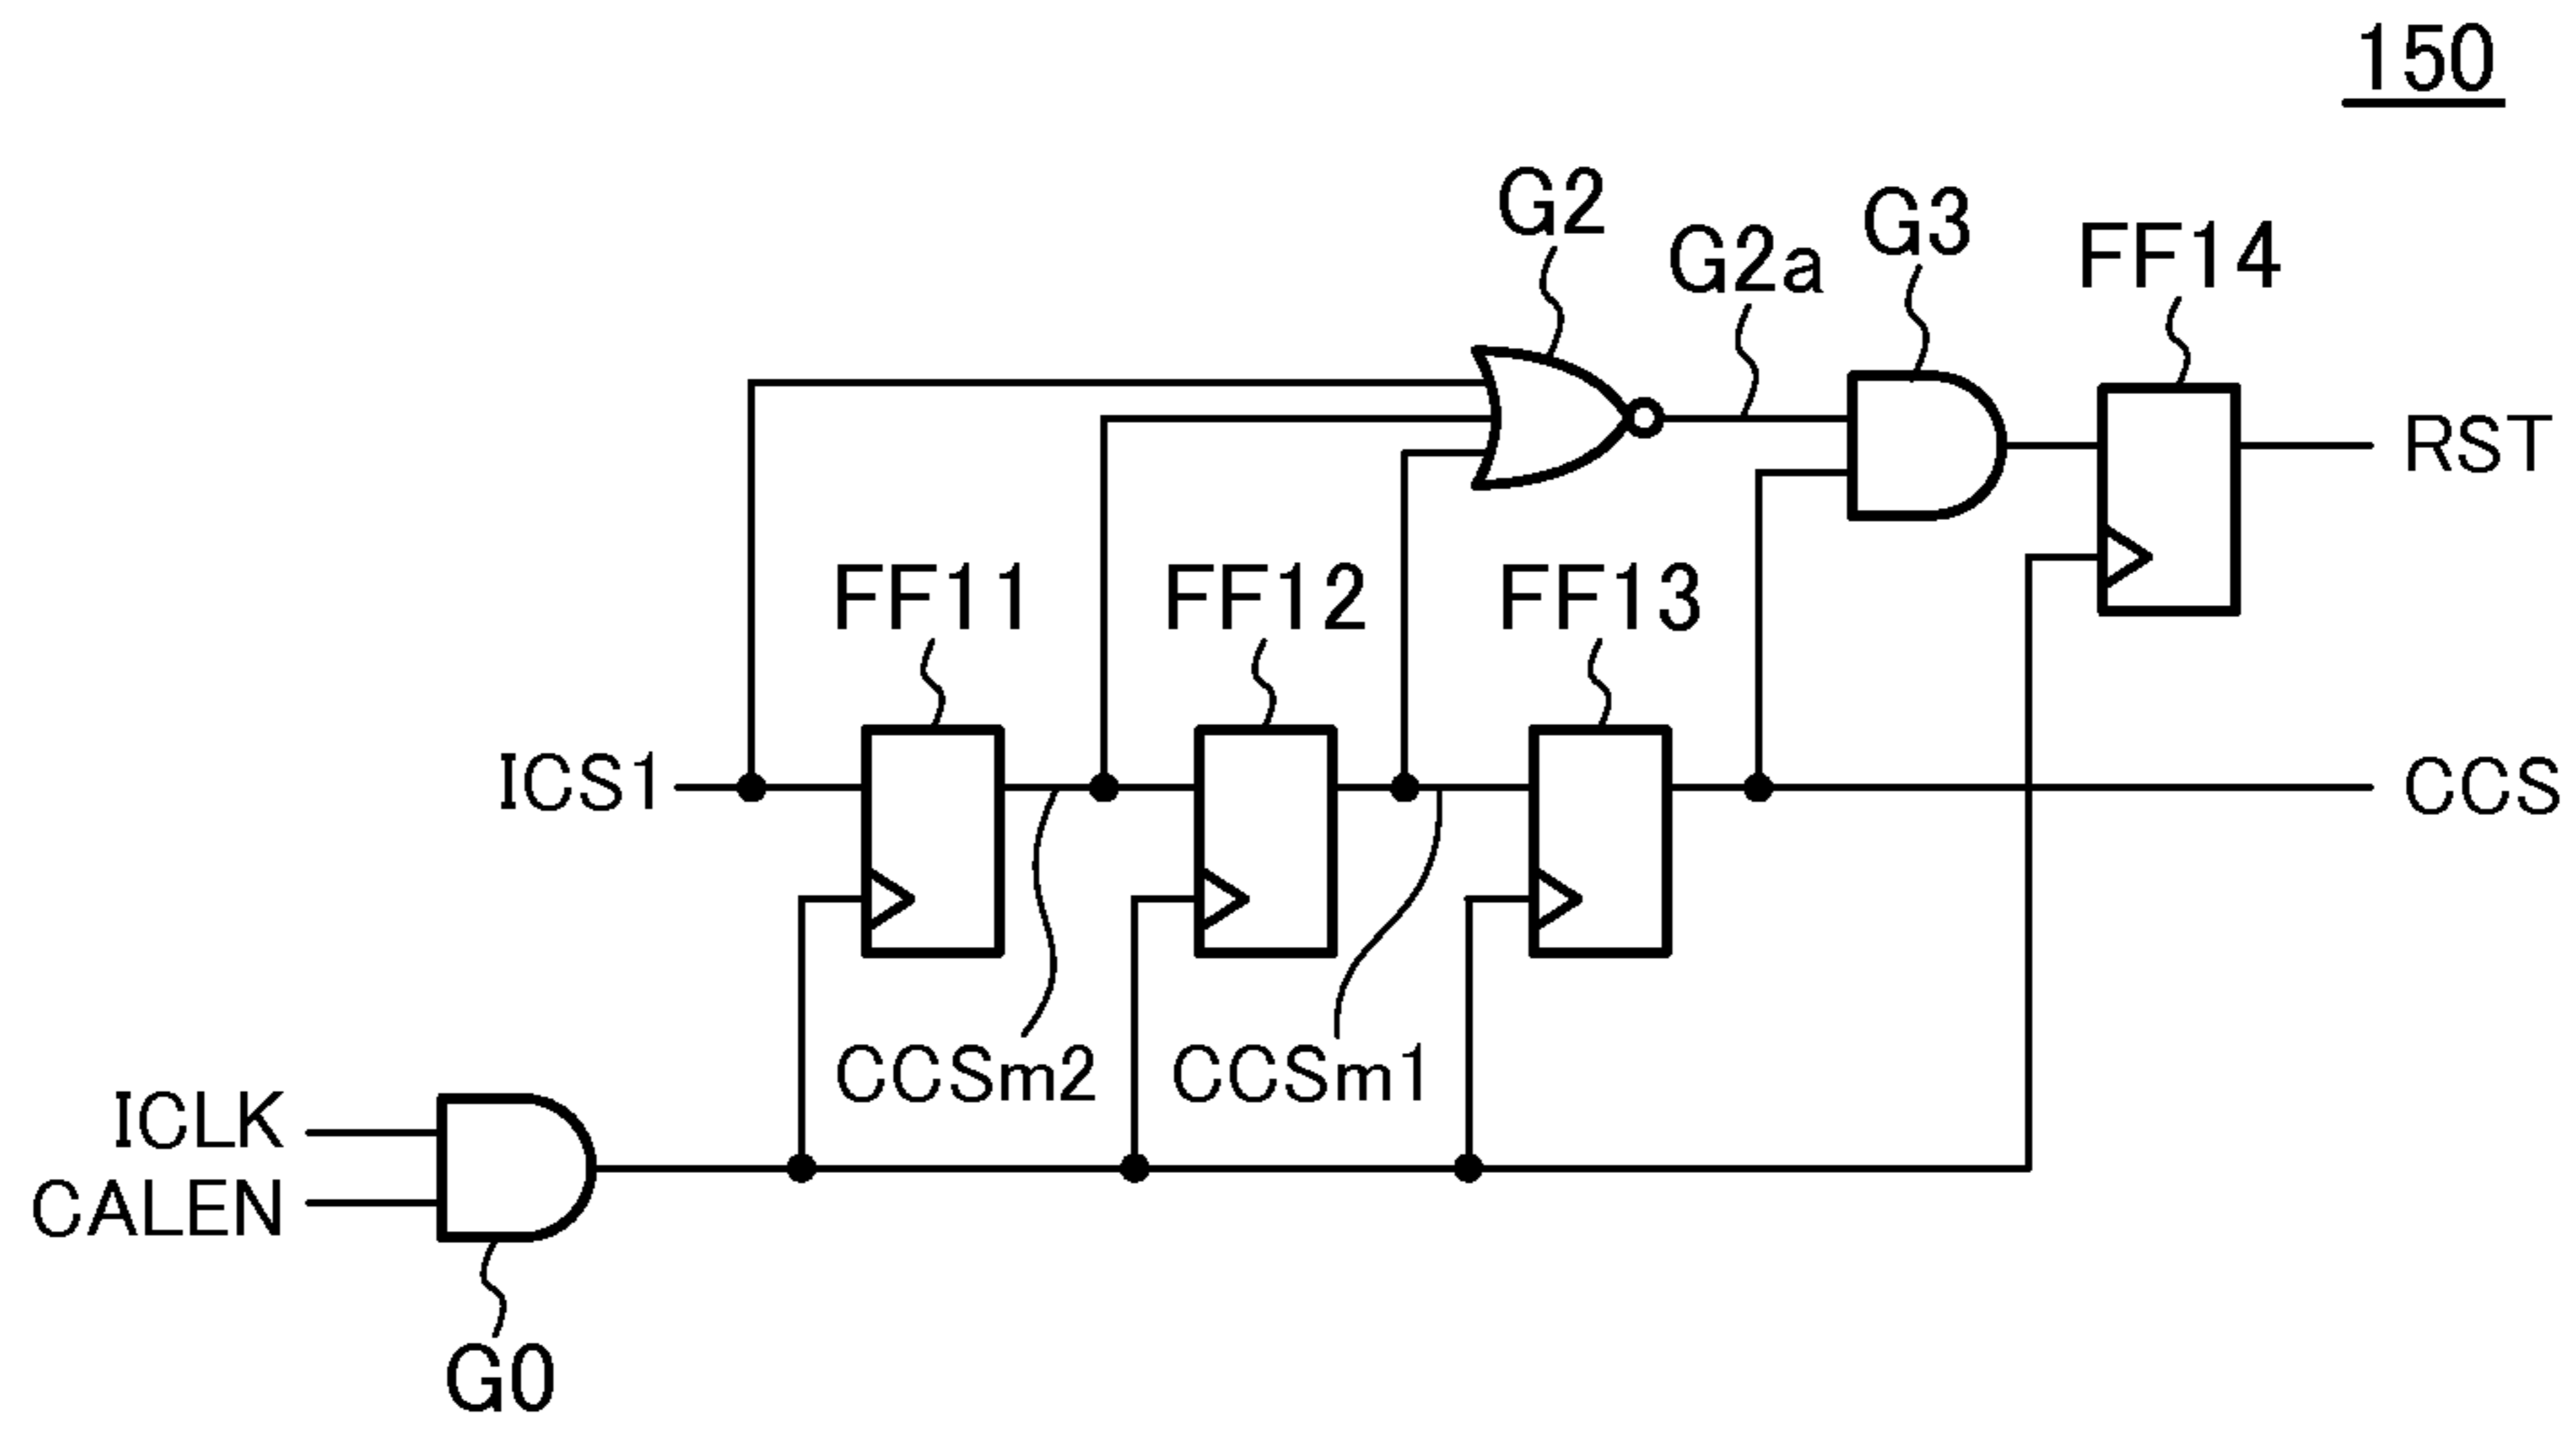 150
G2
G2a
G3
FF14
RST
FF11
FF12
FF13
ICS1
CCS
CCSm2
CCSm1
ICLK
CALEN
G0